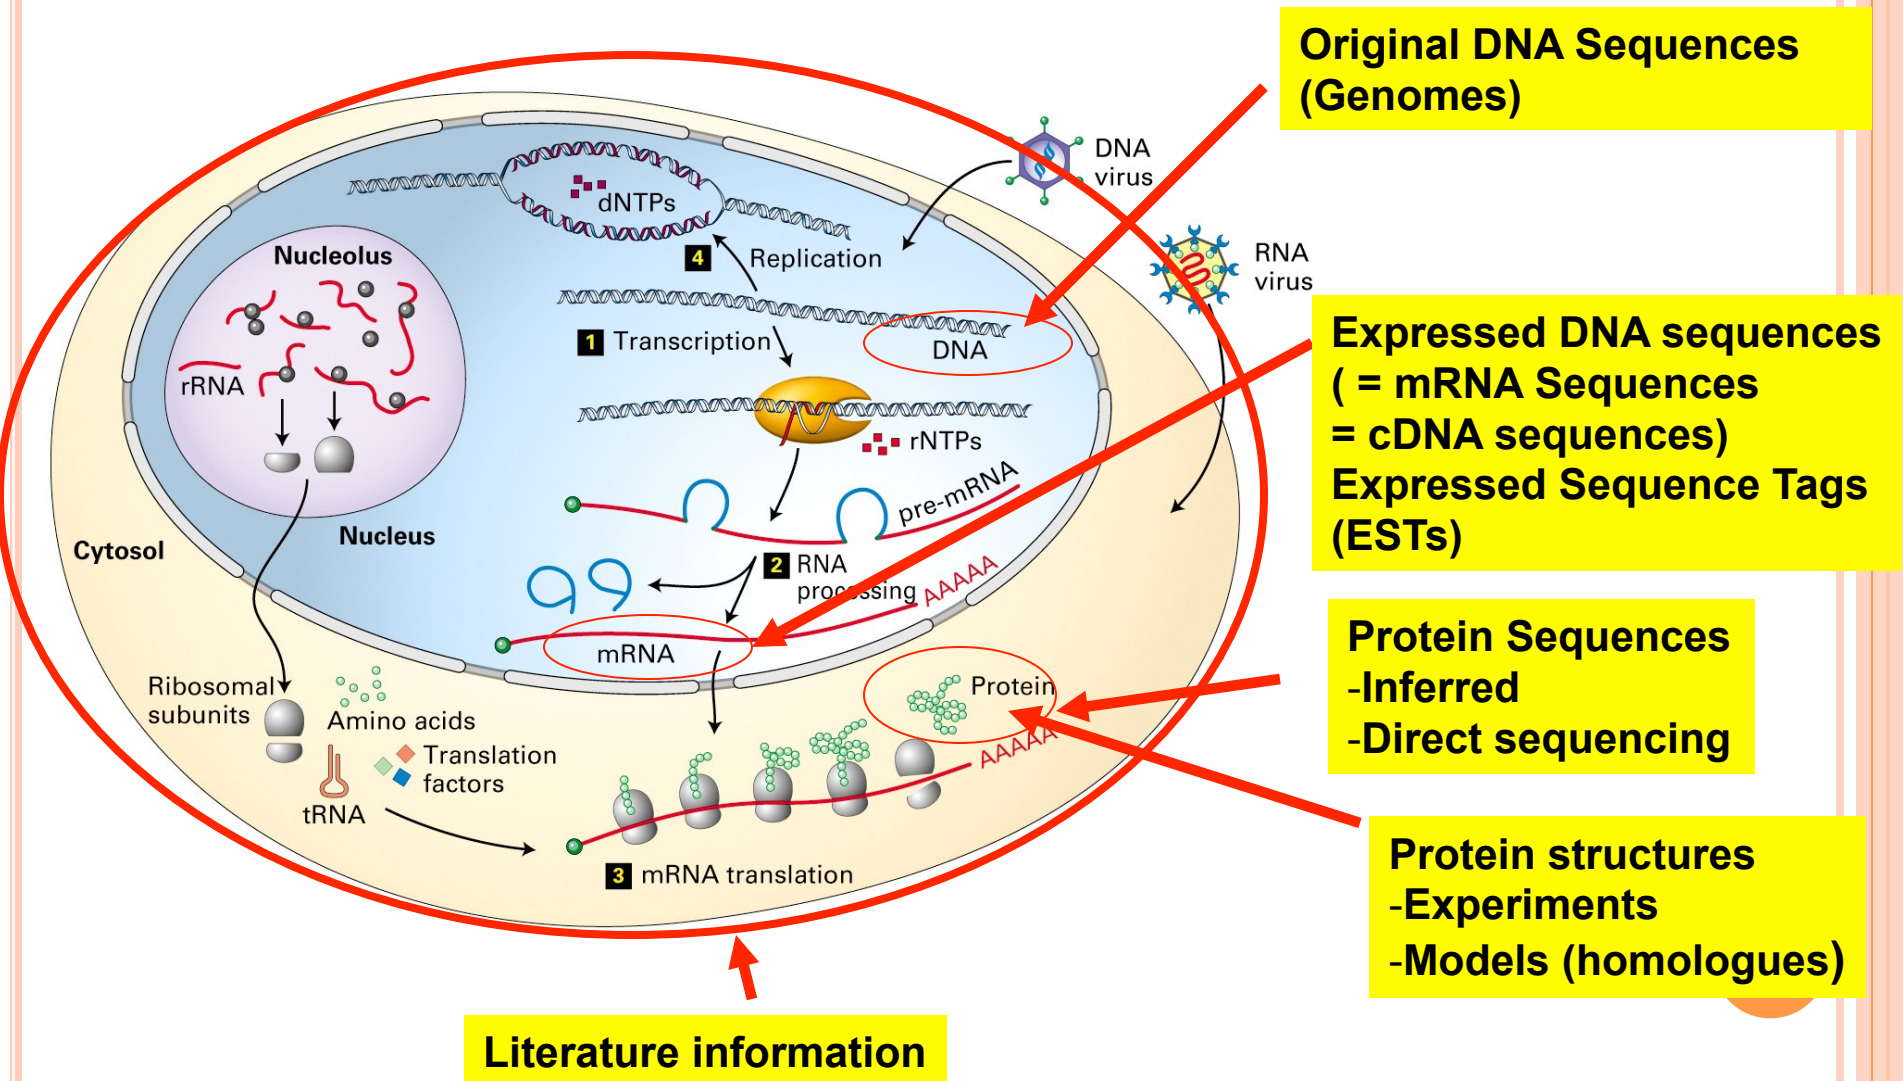 Original DNA Sequences
(Genomes)
DNA
virus
dNTPs
Nucleolus
4 Replication
RNA
virus
Expressed DNA sequences
( = mRNA Sequences
= cDNA sequences)
Expressed Sequence Tags
(ESTs)
1 Transcription
DNA
rRNA
rNTPs
pre-mRNA
Nucleus
Cytosol
2 RNA
processing
AAAAA
mRNA
Protein Sequences
-Inferred
-Direct sequencing
Ribosomal
subunits
Amino acids
Protein
Translation
factors
AAAAA
tRNA
3 mRNA translation
Protein structures
-Experiments
-Models (homologues)
Literature information